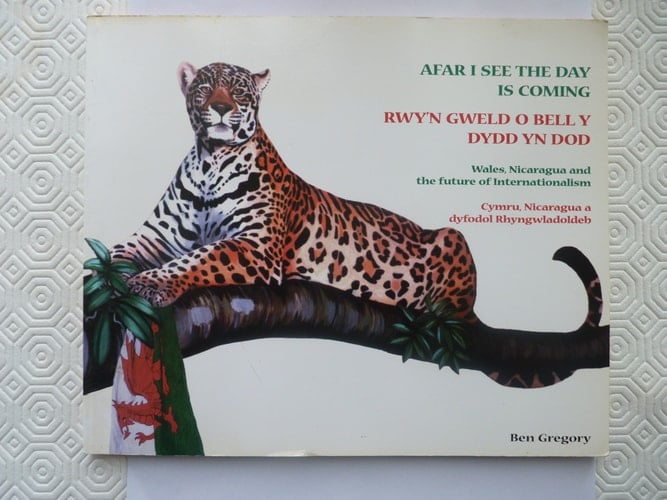 AFAR I SEE THE DAY
IS COMING
RWY'N GWELD O BELL Y
DYDD YN DOD
Wales, Nicaragua and
the future of Internationalism
Cymru, Nicaragua a
dyfodol Rhyngwladoldeb
Ben Gregory